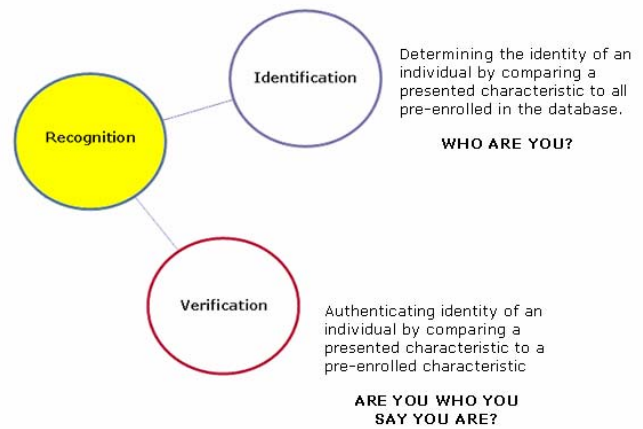 Identification
Determining the identity of an
individual by comparing a
presented characteristic to all
pre-enrolled in the database.
WHO ARE YOU?
Recognition
Verification
Authenticating identity of an
individual by comparing a
presented characteristic to a
pre-enrolled characteristic
ARE YOU WHO YOU
SAY YOU ARE?